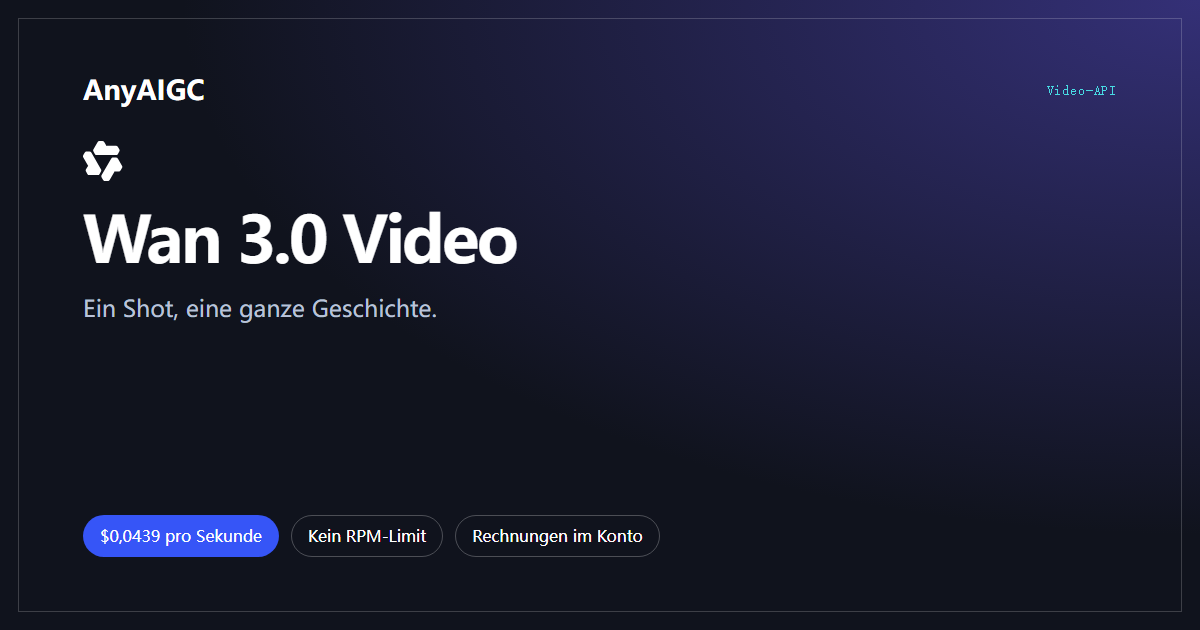 AnyAIGC
Video-API
Wan 3.0 Video
Ein Shot, eine ganze Geschichte.
$0,0439 pro Sekunde
Kein RPM-Limit
Rechnungen im Konto